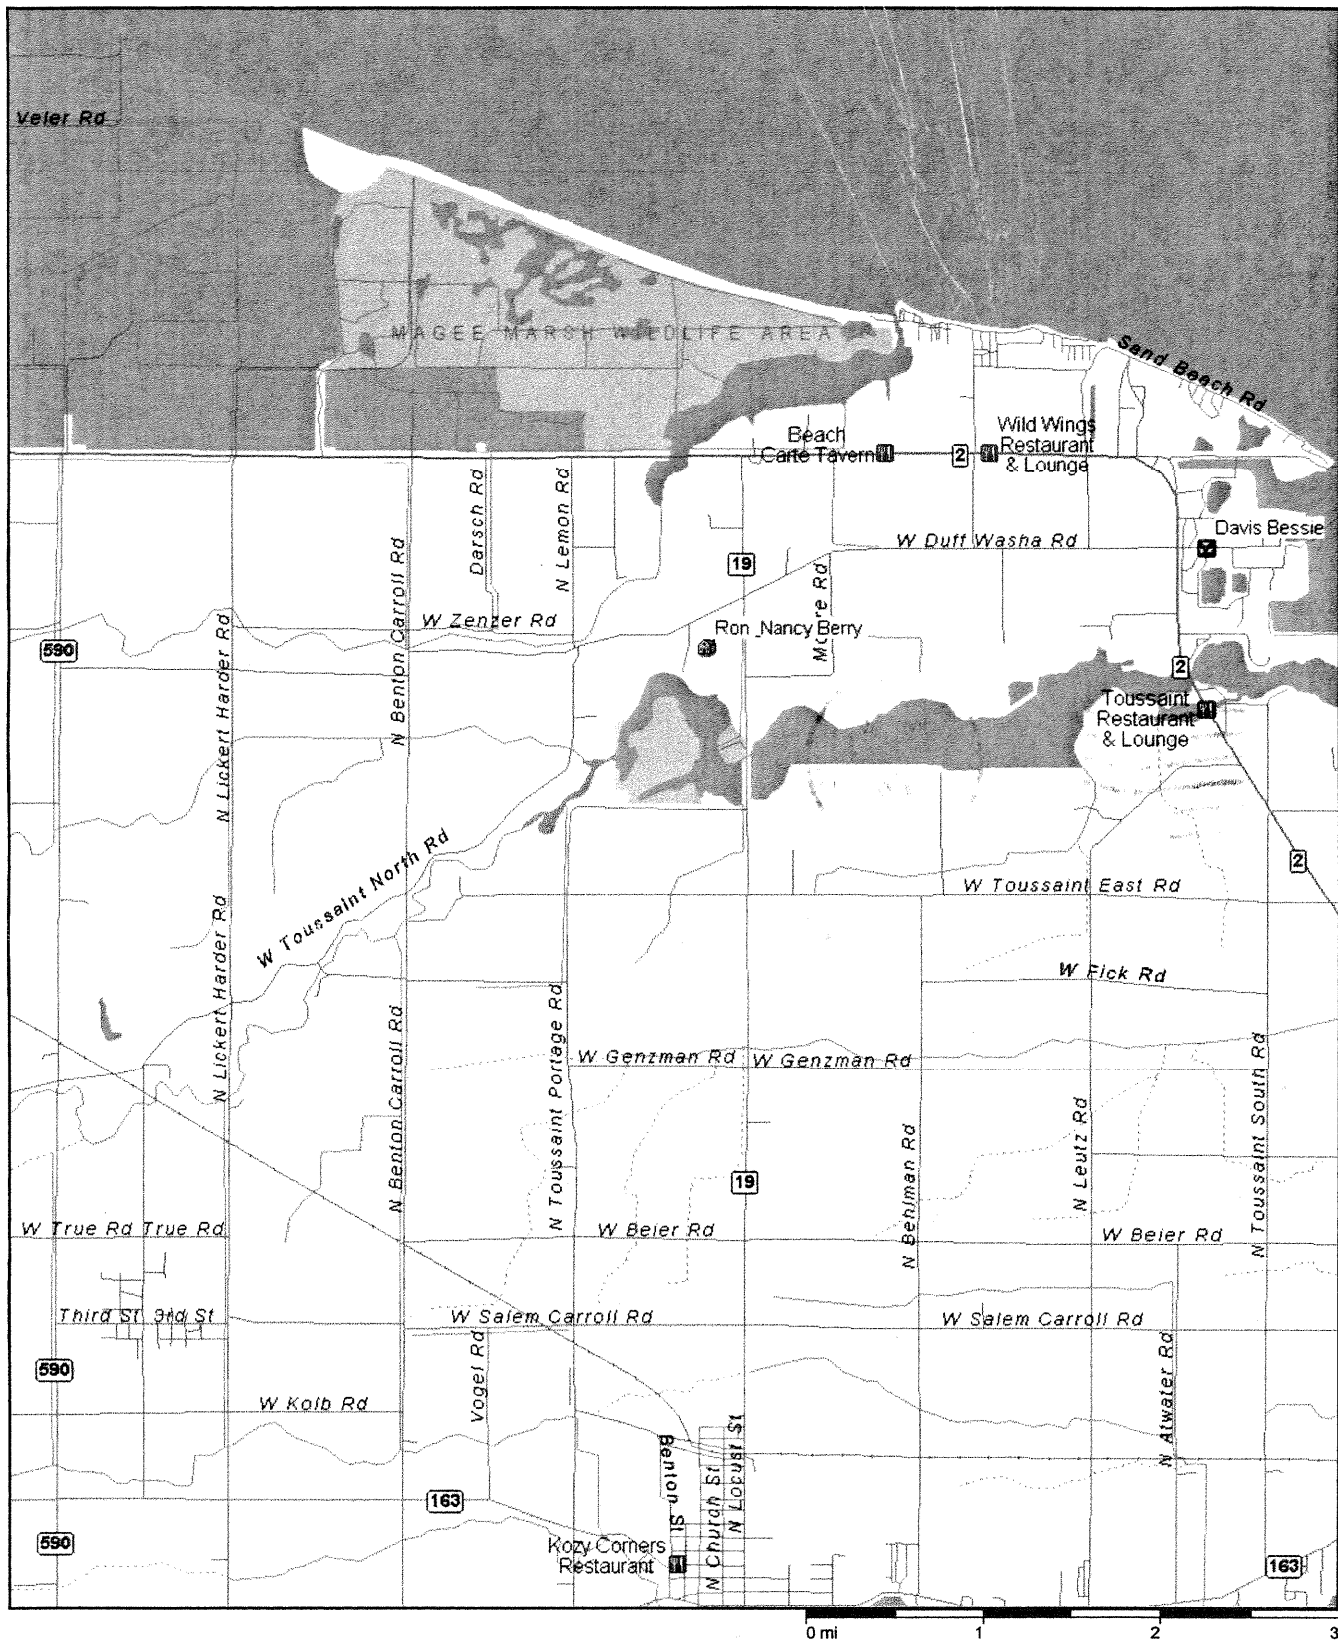 Veler Rd
MAGEE MARSH WILDLIFE AREA
Sand Beach Rd
Beach
Carte Tavern
2
Wild Wings
Restaurant
& Lounge
Darsch Rd
N Lemon Rd
N Benton Carroll Rd
19
W Duff Washa Rd
Davis Bessie
Moore Rd
W Zenzer Rd
Ron _Nancy Berry
590
N Lickert Harder Rd
2
Toussaint
Restaurant
& Lounge
W Toussaint North Rd
2
W Toussaint East Rd
N Lickert Harder Rd
W Fick Rd
N Benton Carroll Rd
N Toussaint Portage Rd
W Genzman Rd
W Genzman Rd
N Toussaint South Rd
N Leutz Rd
N Behlman Rd
19
W True Rd
True Rd
W Beier Rd
W Beier Rd
Third St
3rd St
W Salem Carroll Rd
W Salem Carroll Rd
590
Vogel Rd
N Atwater Rd
W Kolb Rd
Benton St
N Church St
N Locust St
163
590
Kozy Corners
Restaurant
163
0 mi
1
2
3